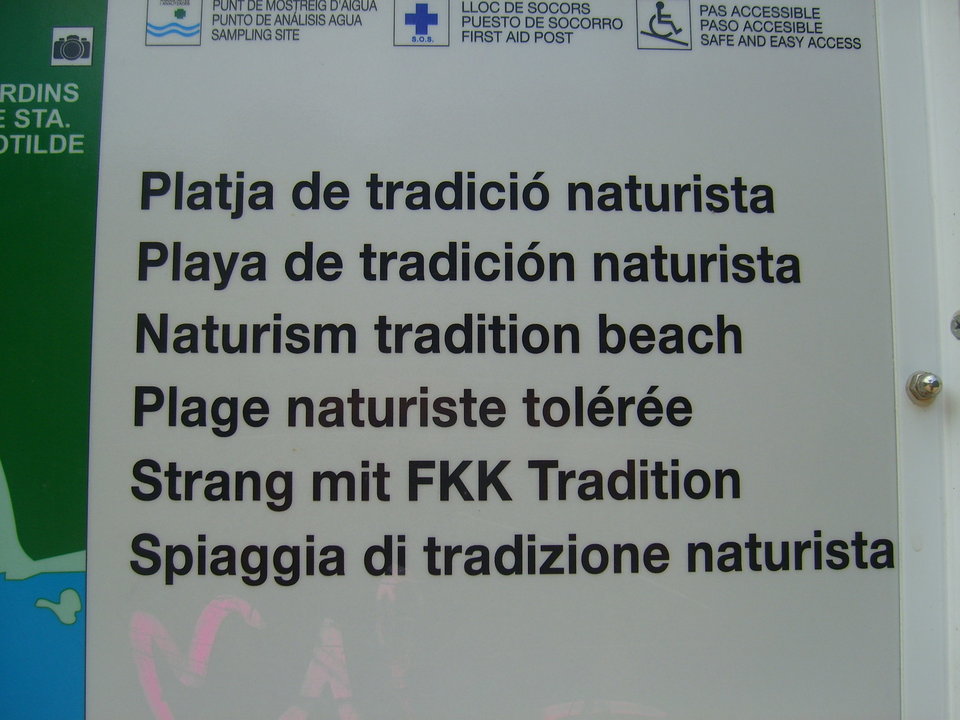 PUNT DE MOSTREIG D'AIGUA
PUNTO DE ANÁLISIS AGUA
SAMPLING SITE
S.O.S.
LLOC DE SOCORS
PUESTO DE SOCORRO
FIRST AID POST
PAS ACCESSIBLE
PASO ACCESIBLE
SAFE AND EASY ACCESS
RDINS
E STA.
OTILDE
Platja de tradició naturista
Playa de tradición naturista
Naturism tradition beach
Plage naturiste tolérée
Strang mit FKK Tradition
Spiaggia di tradizione naturista